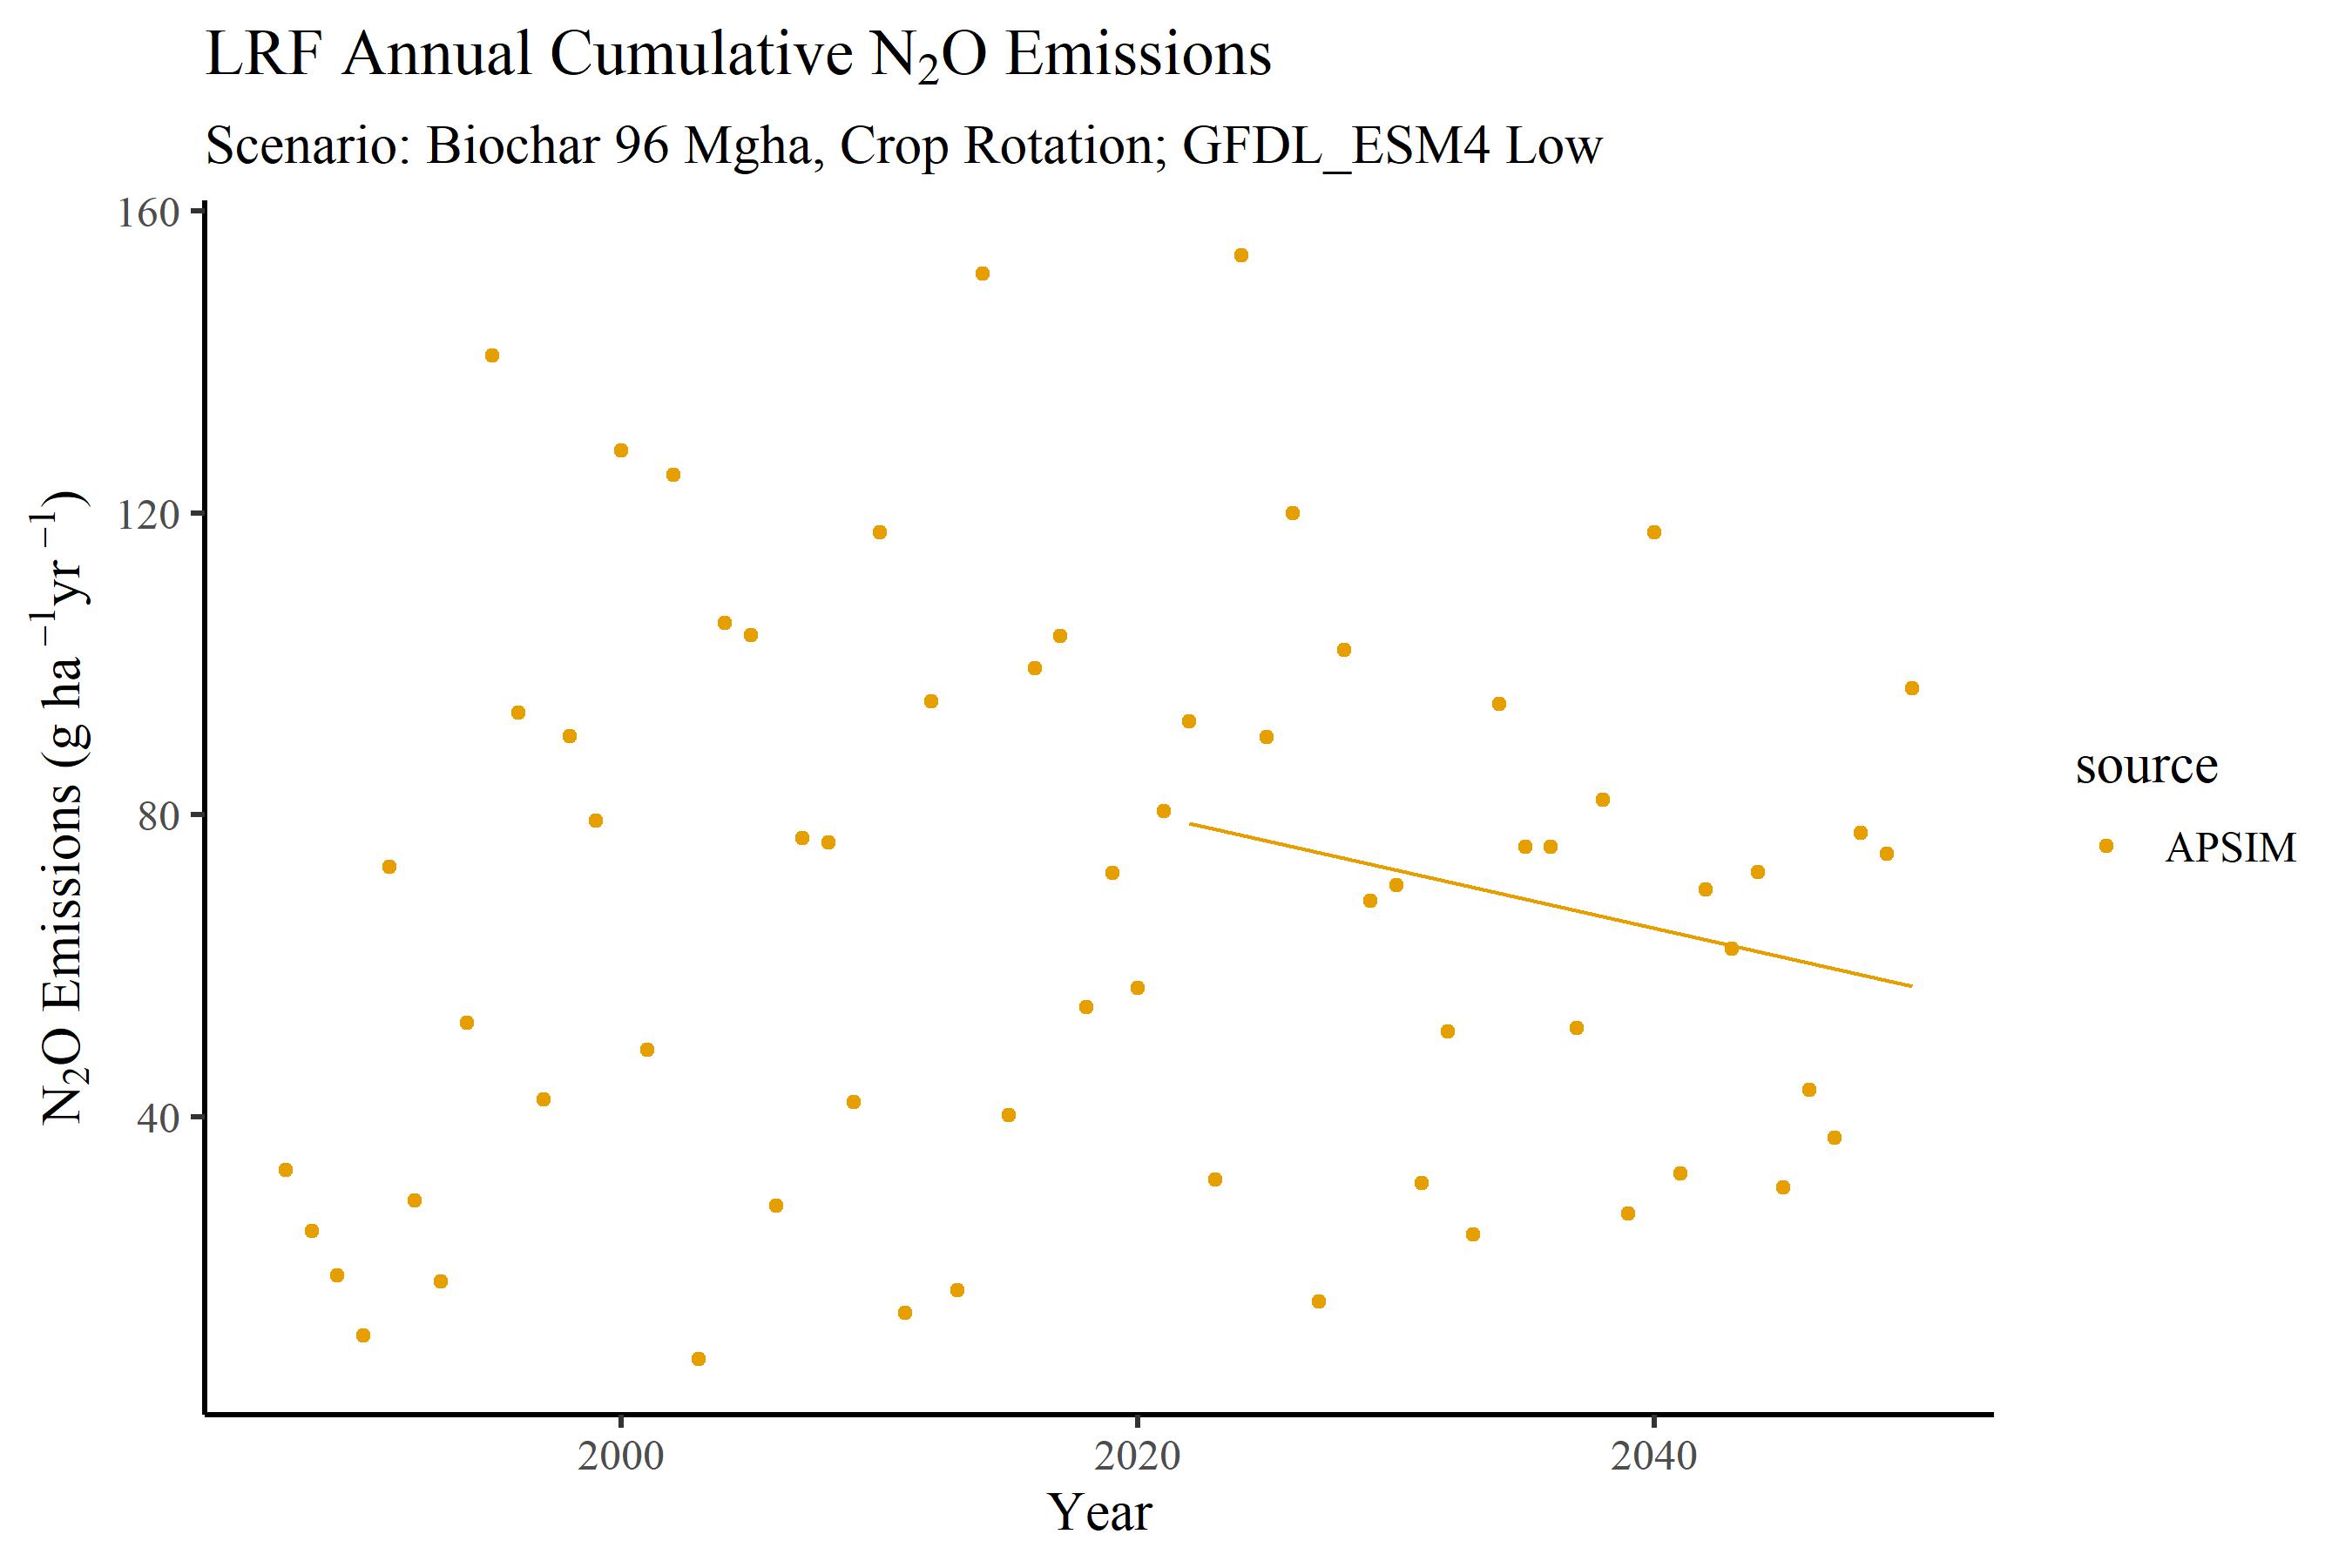 LRF Annual Cumulative N₂O Emissions
Scenario: Biochar 96 Mgha, Crop Rotation; GFDL_ESM4 Low
N₂O Emissions (g ha ⁻¹yr ⁻¹)
160
120
80
40
2000 2020 2040
Year
source
APSIM